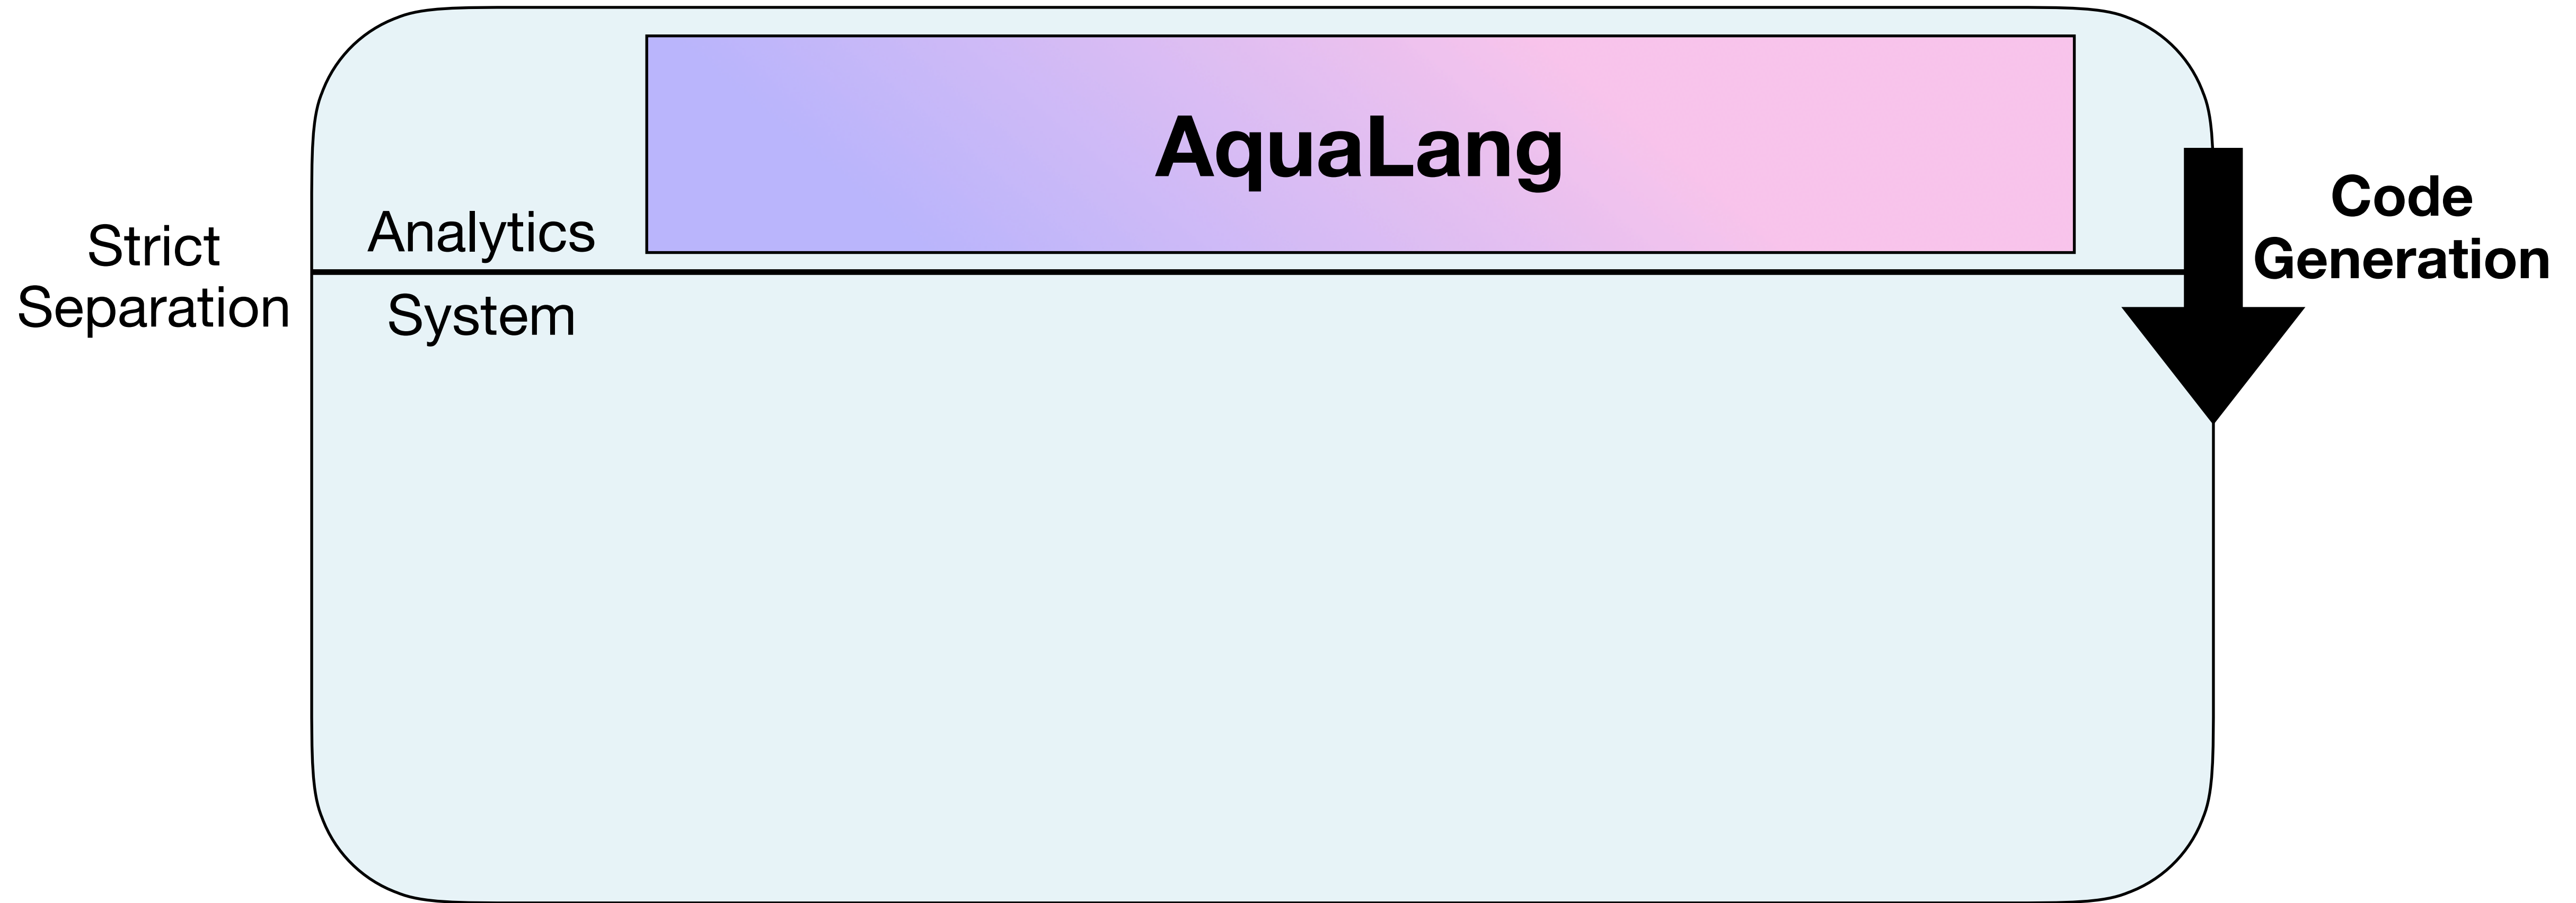 AquaLang
Analytics
System
Strict
Separation
Code
Generation